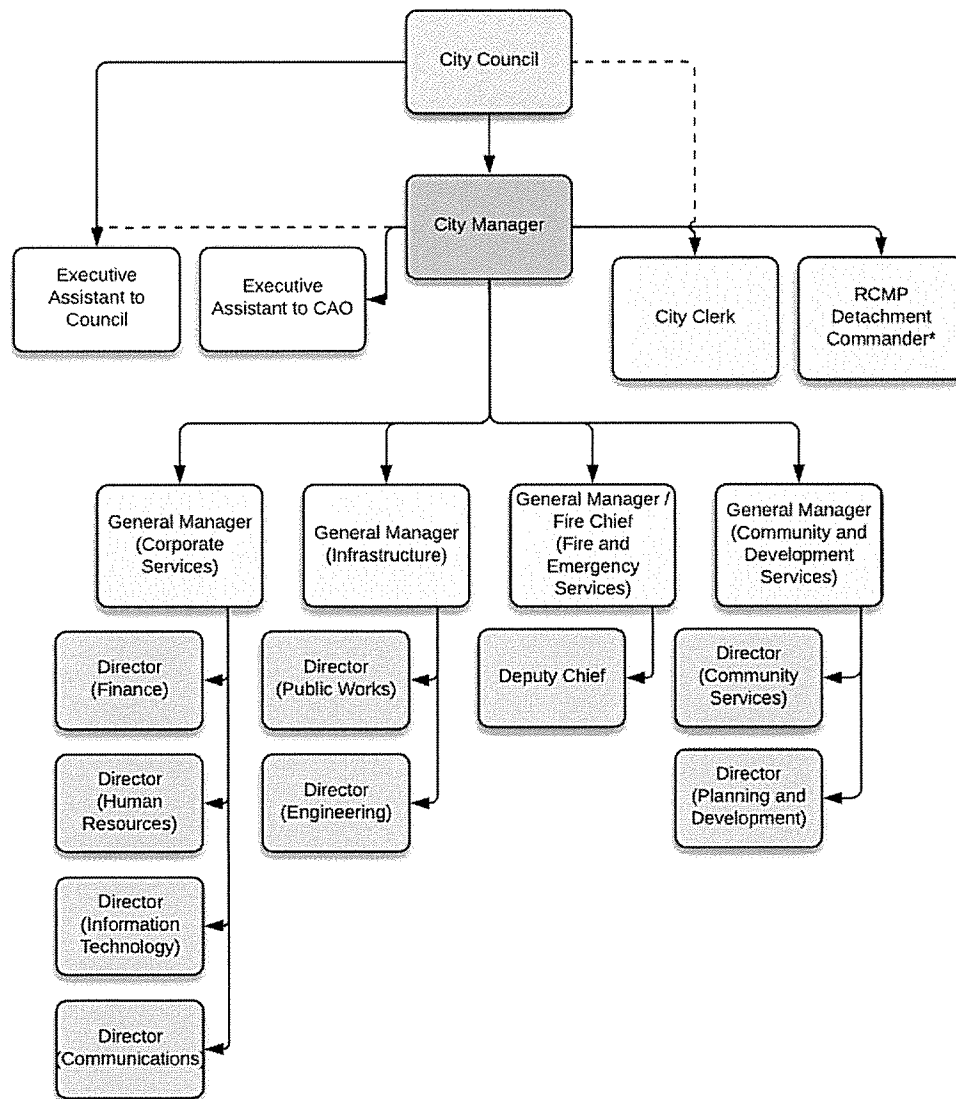 City Council
City Manager
Executive
Assistant to
Council
Executive
Assistant to CAO
City Clerk
RCMP
Detachment
Commander*
General Manager
(Corporate
Services)
General Manager
(Infrastructure)
General Manager /
Fire Chief
(Fire and
Emergency
Services)
General Manager
(Community and
Development
Services)
Director
(Finance)
Director
(Public Works)
Deputy Chief
Director
(Community
Services)
Director
(Human
Resources)
Director
(Engineering)
Director
(Planning and
Development)
Director
(Information
Technology)
Director
(Communications)